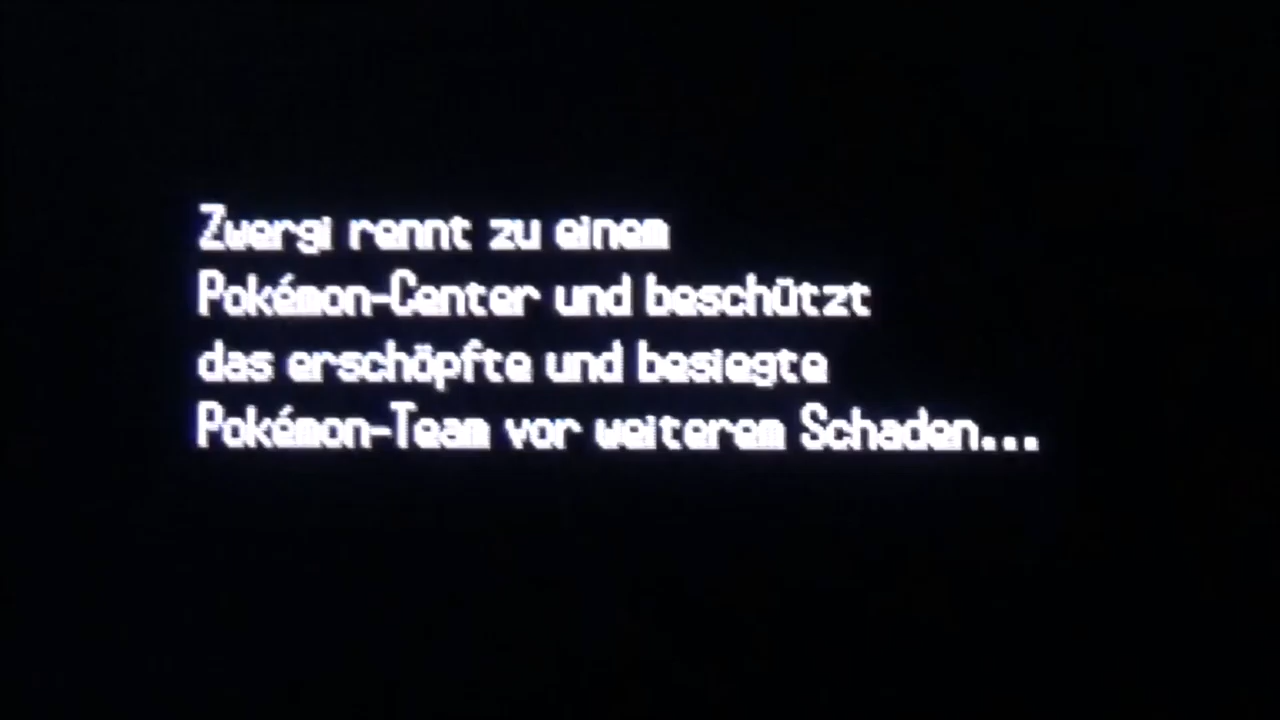 Zwergi rennt zu einem
Pokémon-Center und beschützt
das erschöpfte und besiegte
Pokémon-Team vor weiterem Schaden...